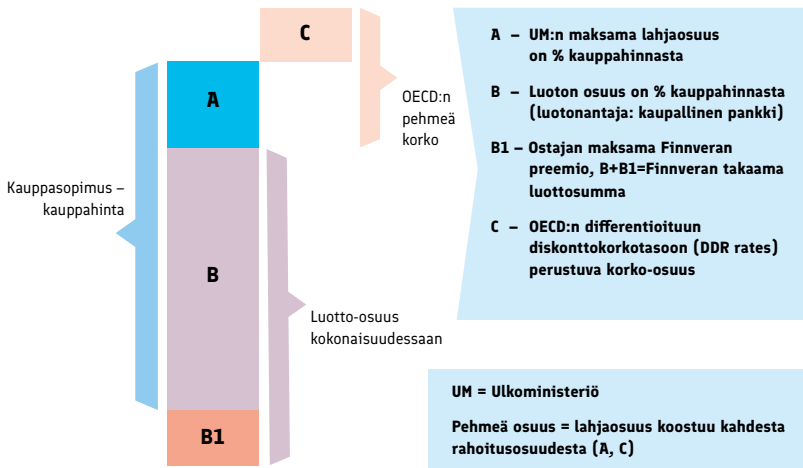 C
A
B
B1
Kauppasopimus –
kauppahinta
OECD:n
pehmeä
korko
Luotto-osuus
kokonaisuudessaan
A – UM:n maksama lahjaosuus
on % kauppahinnasta
B – Luoton osuus on % kauppahinnasta
(luotonantaja: kaupallinen pankki)
B1 – Ostajan maksama Finnveran
preemio, B+B1=Finnveran takaama
luottosumma
C – OECD:n differentioituun
diskonttokorkotasoon (DDR rates)
perustuva korko-osuus
UM = Ulkoministeriö
Pehmeä osuus = lahjaosuus koostuu kahdesta
rahoitusosuudesta (A, C)